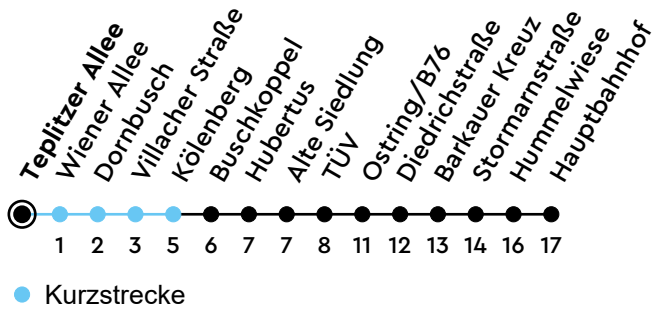 Teplitzer Allee
Wiener Allee
Dornbusch
Villacher Straße
Kölenberg
Buschkoppel
Hubertus
Alte Siedlung
TÜV
Ostring/B76
Diedrichstraße
Barkauer Kreuz
Stormarnstraße
Hummelwiese
Hauptbahnhof
1 2 3 5 6 7 7 8 11 12 13 14 16 17
Kurzstrecke